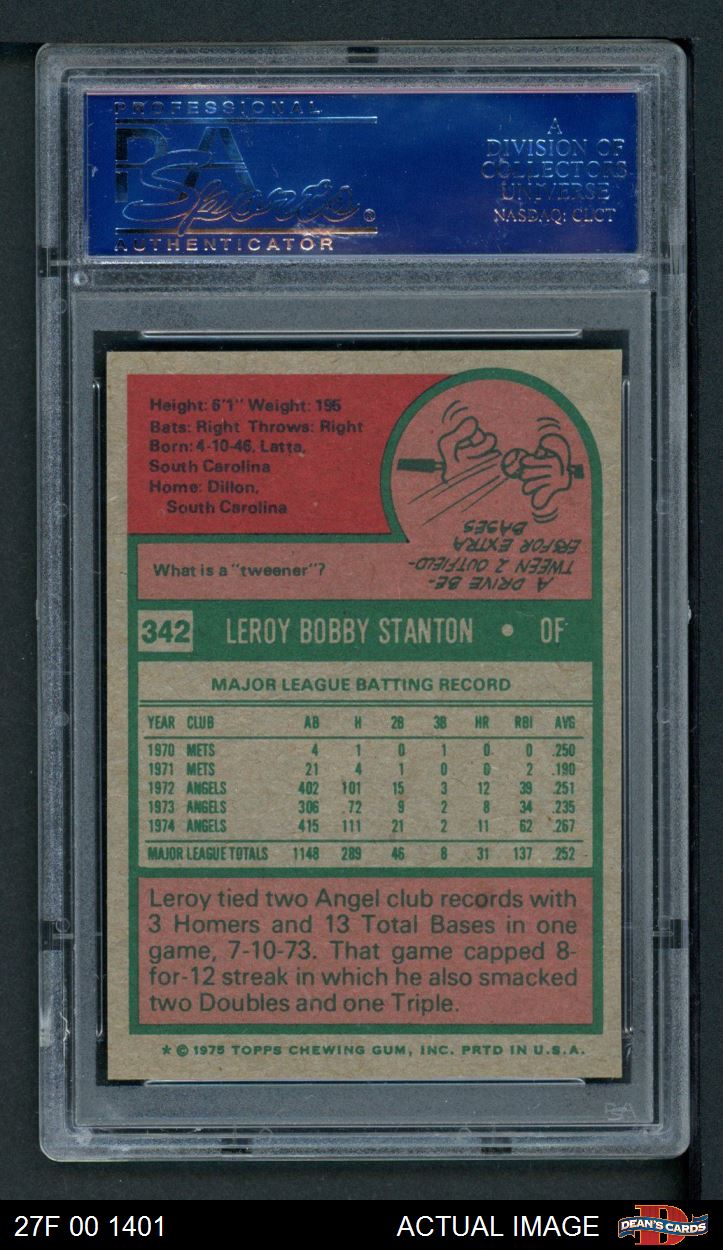 PROFESSIONAL
PSA
Sports®
AUTHENTICATOR
A
DIVISION OF
COLLECTORS
UNIVERSE
NASDAQ: CLCT
Height: 6'1" Weight: 195
Bats: Right Throws: Right
Born: 4-10-46, Latta,
South Carolina
Home: Dillon,
South Carolina
What is a "tweener"?
A DRIVE BE-
TWEEN 2 OUTFIELD-
ERS FOR EXTRA
BASES
342 LEROY BOBBY STANTON • OF
MAJOR LEAGUE BATTING RECORD
YEAR CLUB AB H 2B 3B HR RBI AVG
1970 METS 4 1 0 1 0 0 .250
1971 METS 21 4 1 0 0 2 .190
1972 ANGELS 402 101 15 3 12 39 .251
1973 ANGELS 306 72 9 2 8 34 .235
1974 ANGELS 415 111 21 2 11 62 .267
MAJOR LEAGUE TOTALS 1148 289 46 8 31 137 .252
Leroy tied two Angel club records with
3 Homers and 13 Total Bases in one
game, 7-10-73. That game capped 8-
for-12 streak in which he also smacked
two Doubles and one Triple.
* © 1975 TOPPS CHEWING GUM, INC. PRTD IN U.S.A.
PSA
27F 00 1401
ACTUAL IMAGE
DEAN'S CARDS